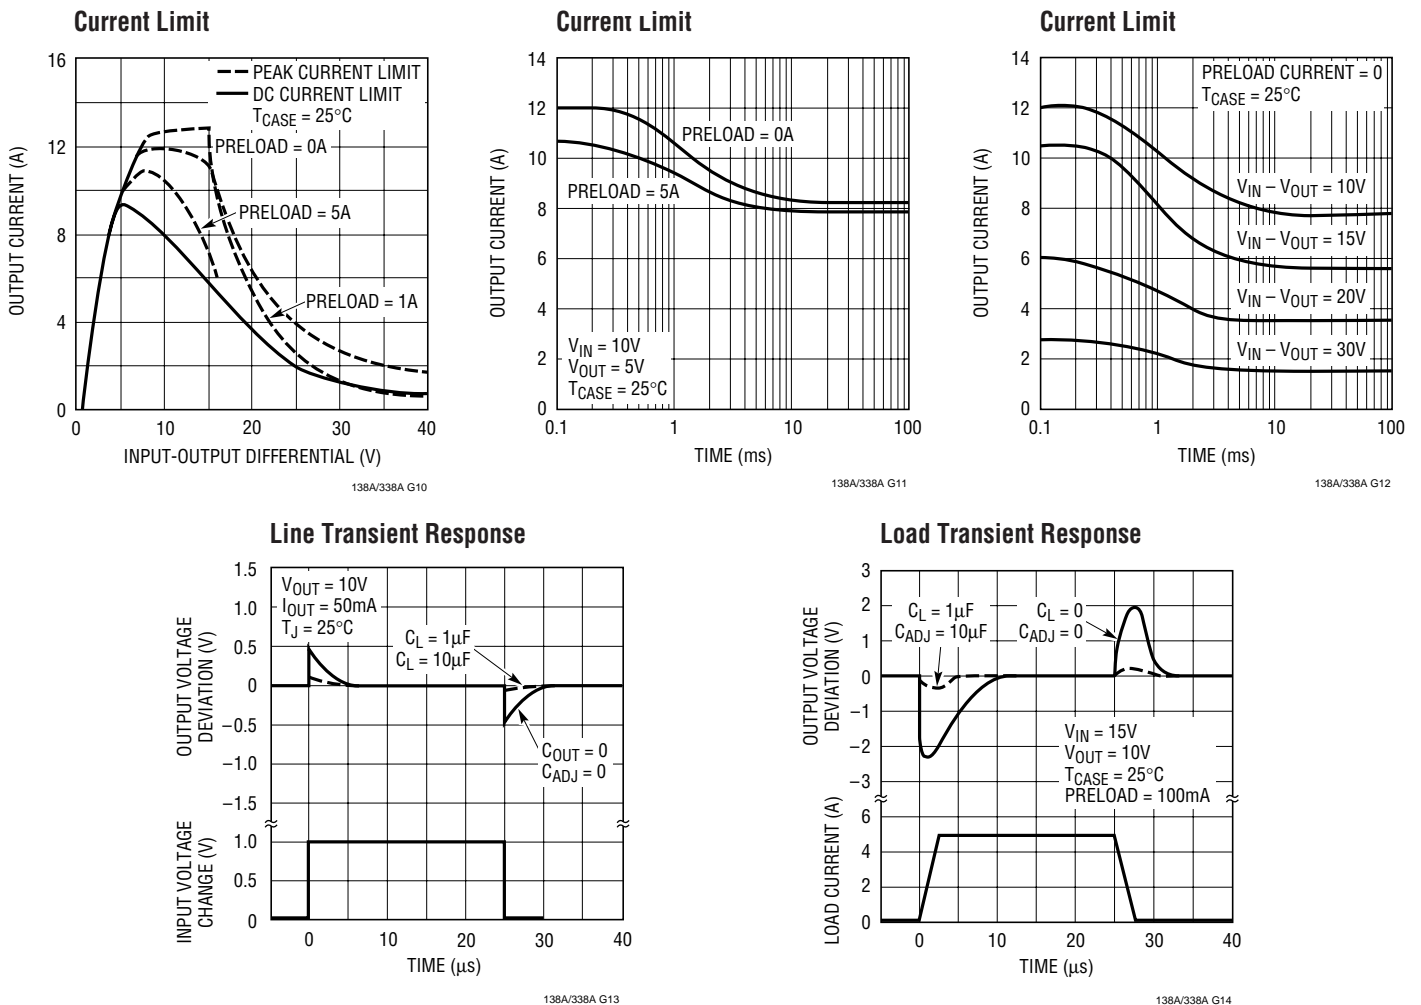 Current Limit
16
12
8
4
0
OUTPUT CURRENT (A)
PEAK CURRENT LIMIT
DC CURRENT LIMIT
TCASE = 25°C
PRELOAD = 0A
PRELOAD = 5A
PRELOAD = 1A
0 5 10 15 20 25 30 35 40
INPUT-OUTPUT DIFFERENTIAL (V)
138A/338A G10
Current Limit
14
12
10
8
6
4
2
0
OUTPUT CURRENT (A)
PRELOAD = 0A
PRELOAD = 5A
VIN = 10V
VOUT = 5V
TCASE = 25°C
0.1 1 10 100
TIME (ms)
138A/338A G11
Current Limit
14
12
10
8
6
4
2
0
OUTPUT CURRENT (A)
PRELOAD CURRENT = 0
TCASE = 25°C
VIN – VOUT = 10V
VIN – VOUT = 15V
VIN – VOUT = 20V
VIN – VOUT = 30V
0.1 1 10 100
TIME (ms)
138A/338A G12
Line Transient Response
1.5
1.0
0.5
0
–0.5
–1.0
–1.5
OUTPUT VOLTAGE
DEVIATION (V)
VOUT = 10V
IOUT = 50mA
TJ = 25°C
CL = 1µF
CL = 10µF
COUT = 0
CADJ = 0
1.0
0.5
0
INPUT VOLTAGE
CHANGE (V)
0 10 20 30 40
TIME (µs)
138A/338A G13
Load Transient Response
3
2
1
0
–1
–2
–3
OUTPUT VOLTAGE
DEVIATION (V)
CL = 1µF
CADJ = 10µF
CL = 0
CADJ = 0
VIN = 15V
VOUT = 10V
TCASE = 25°C
PRELOAD = 100mA
6
4
2
0
LOAD CURRENT (A)
0 10 20 30 40
TIME (µs)
138A/338A G14